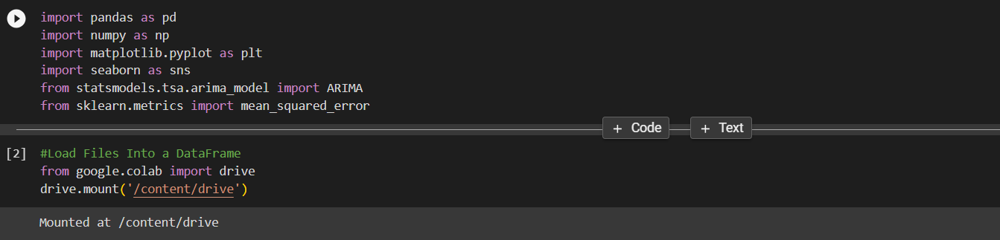 import pandas as pd
import numpy as np
import matplotlib.pyplot as plt
import seaborn as sns
from statsmodels.tsa.arima_model import ARIMA
from sklearn.metrics import mean_squared_error
+ Code + Text
[2] #Load Files Into a DataFrame
from google.colab import drive
drive.mount('/content/drive')
Mounted at /content/drive